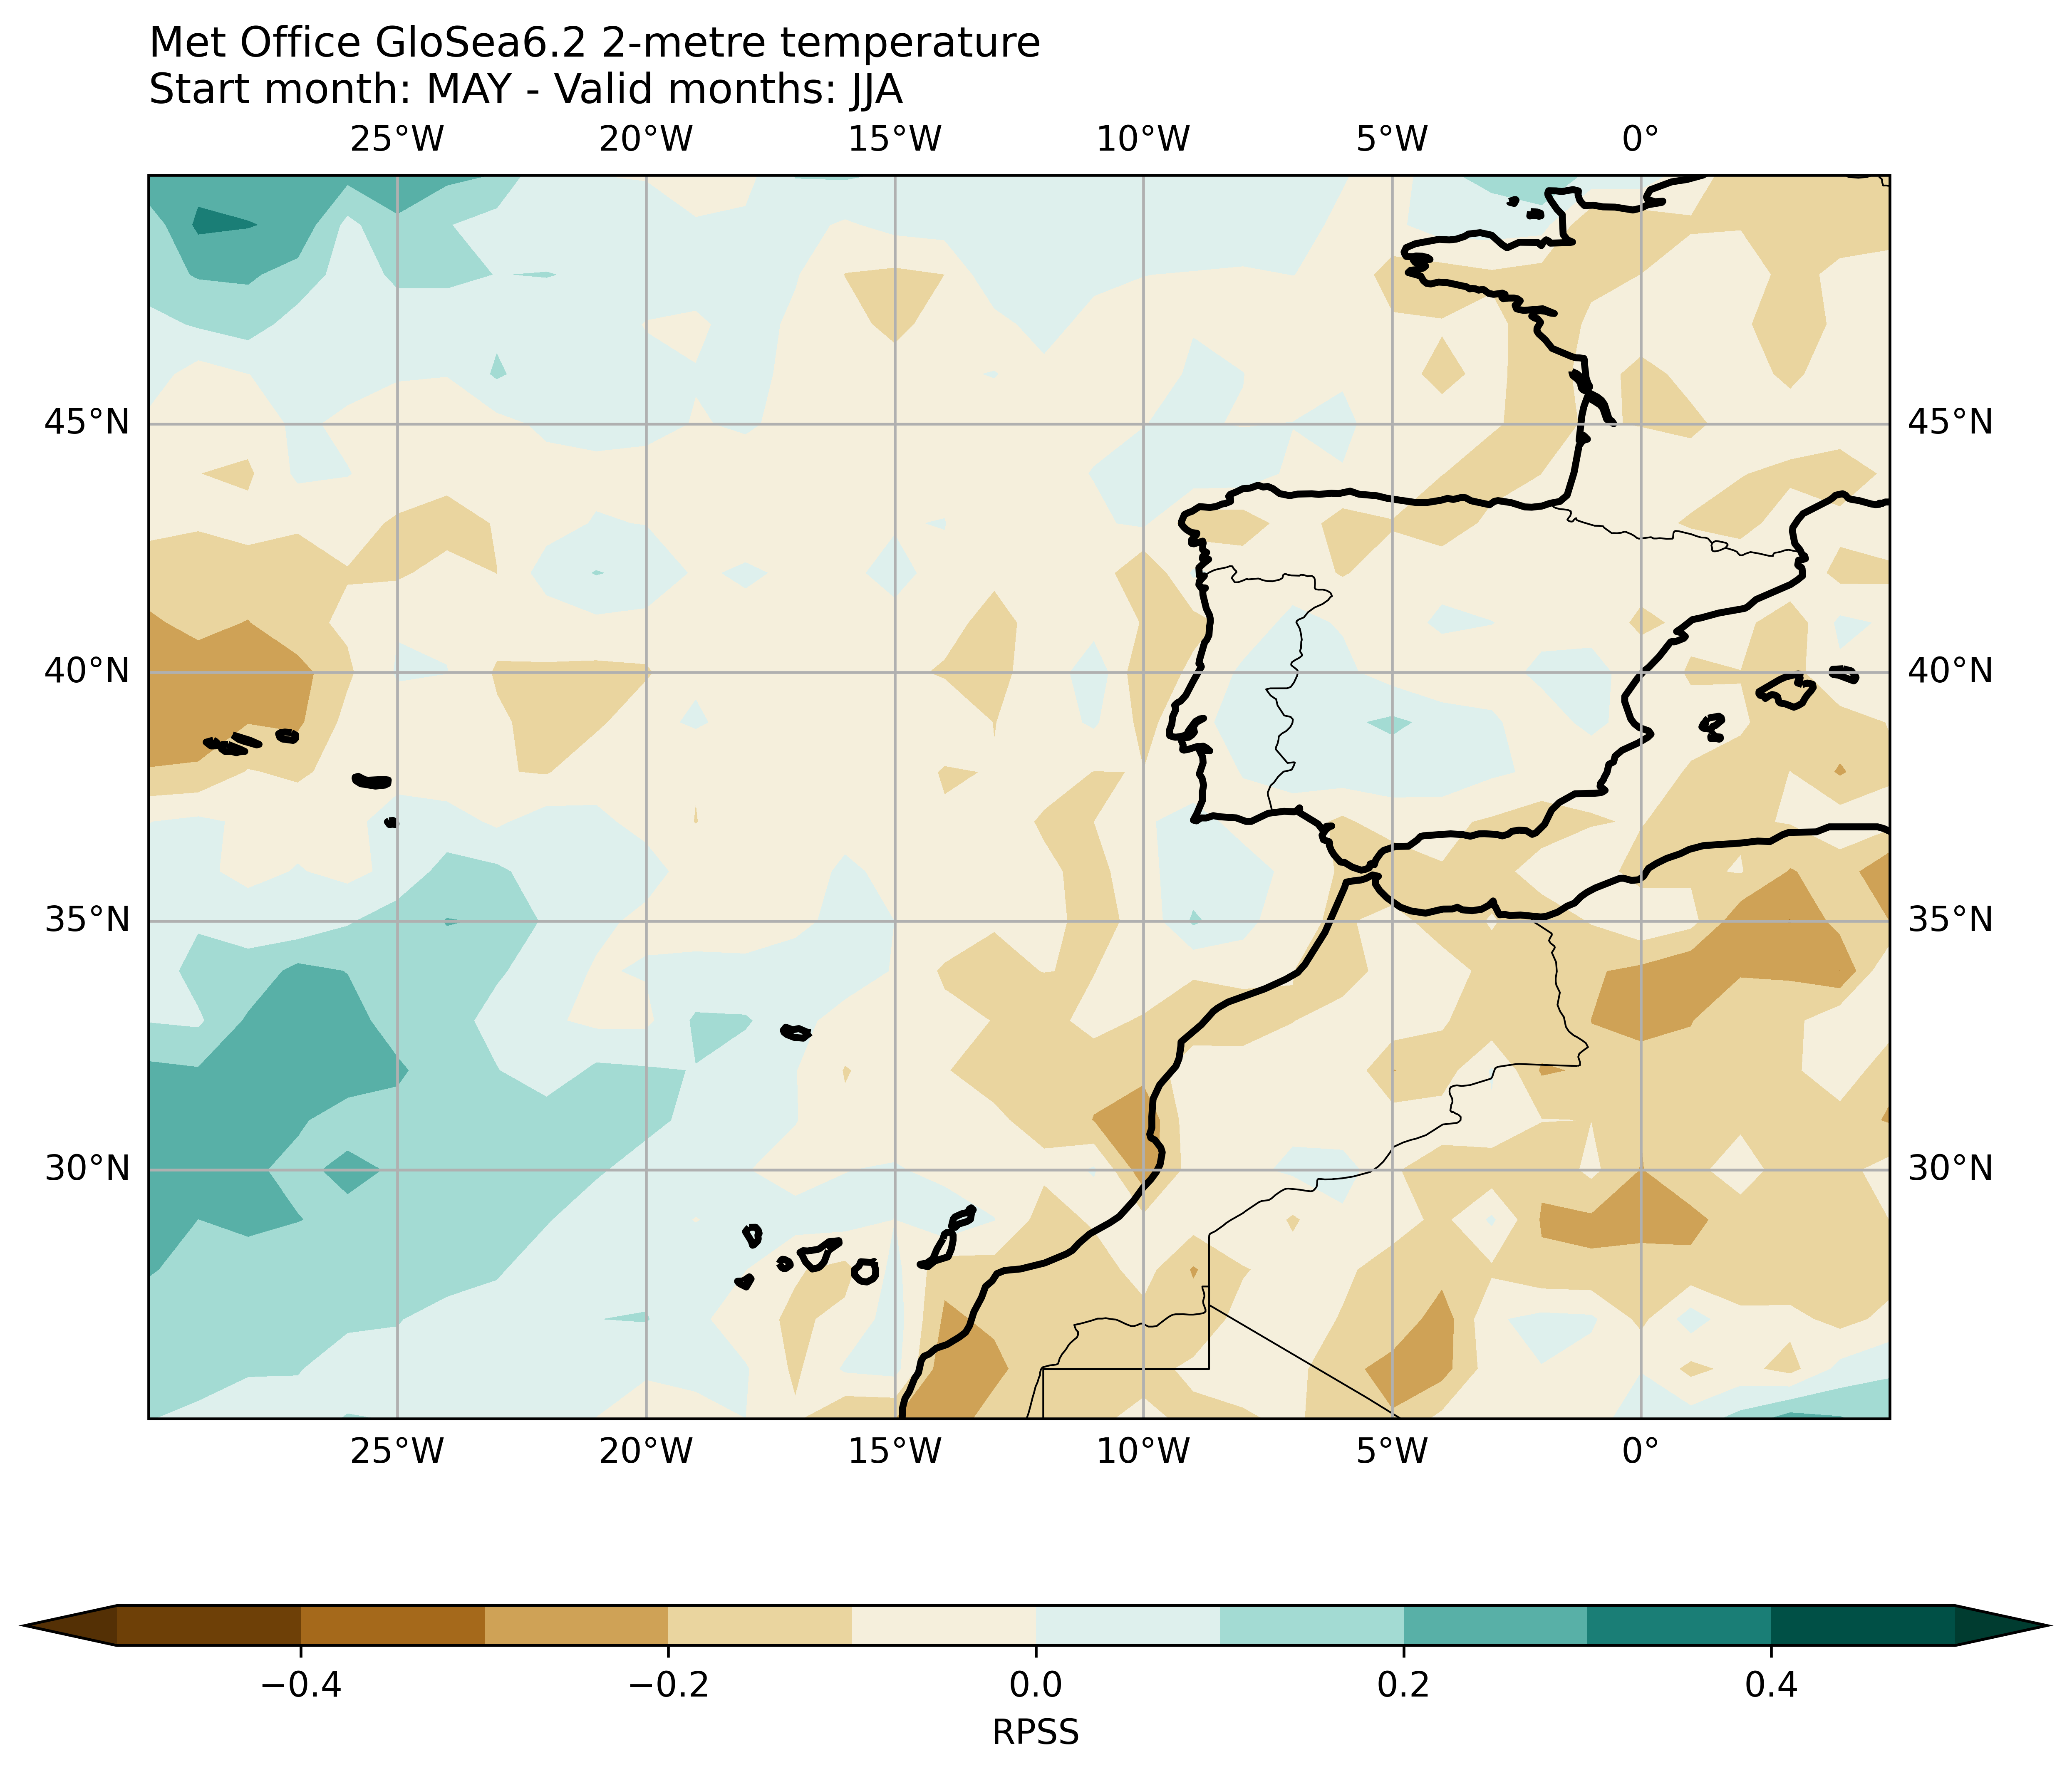 Met Office GloSea6.2 2-metre temperature
Start month: MAY - Valid months: JJA
25°W 20°W 15°W 10°W 5°W 0°
45°N 45°N
40°N 40°N
35°N 35°N
30°N 30°N
25°W 20°W 15°W 10°W 5°W 0°
−0.4 −0.2 0.0 0.2 0.4
RPSS